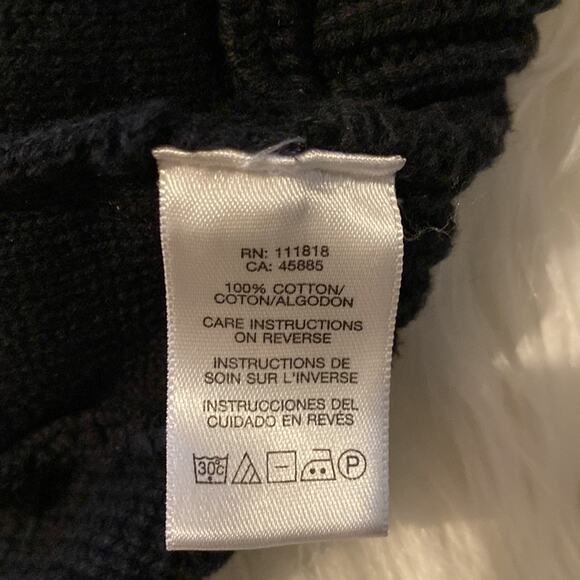 RN: 111818
CA: 45885
100% COTTON/
COTON/ALGODON
CARE INSTRUCTIONS
ON REVERSE
INSTRUCTIONS DE
SOIN SUR L'INVERSE
INSTRUCCIONES DEL
CUIDADO EN REVÉS
30°C P